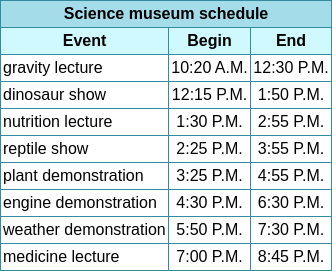 Science museum schedule
Event Begin End
gravity lecture 10:20 A.M. 12:30 P.M.
dinosaur show 12:15 P.M. 1:50 P.M.
nutrition lecture 1:30 P.M. 2:55 P.M.
reptile show 2:25 P.M. 3:55 P.M.
plant demonstration 3:25 P.M. 4:55 P.M.
engine demonstration 4:30 P.M. 6:30 P.M.
weather demonstration 5:50 P.M. 7:30 P.M.
medicine lecture 7:00 P.M. 8:45 P.M.